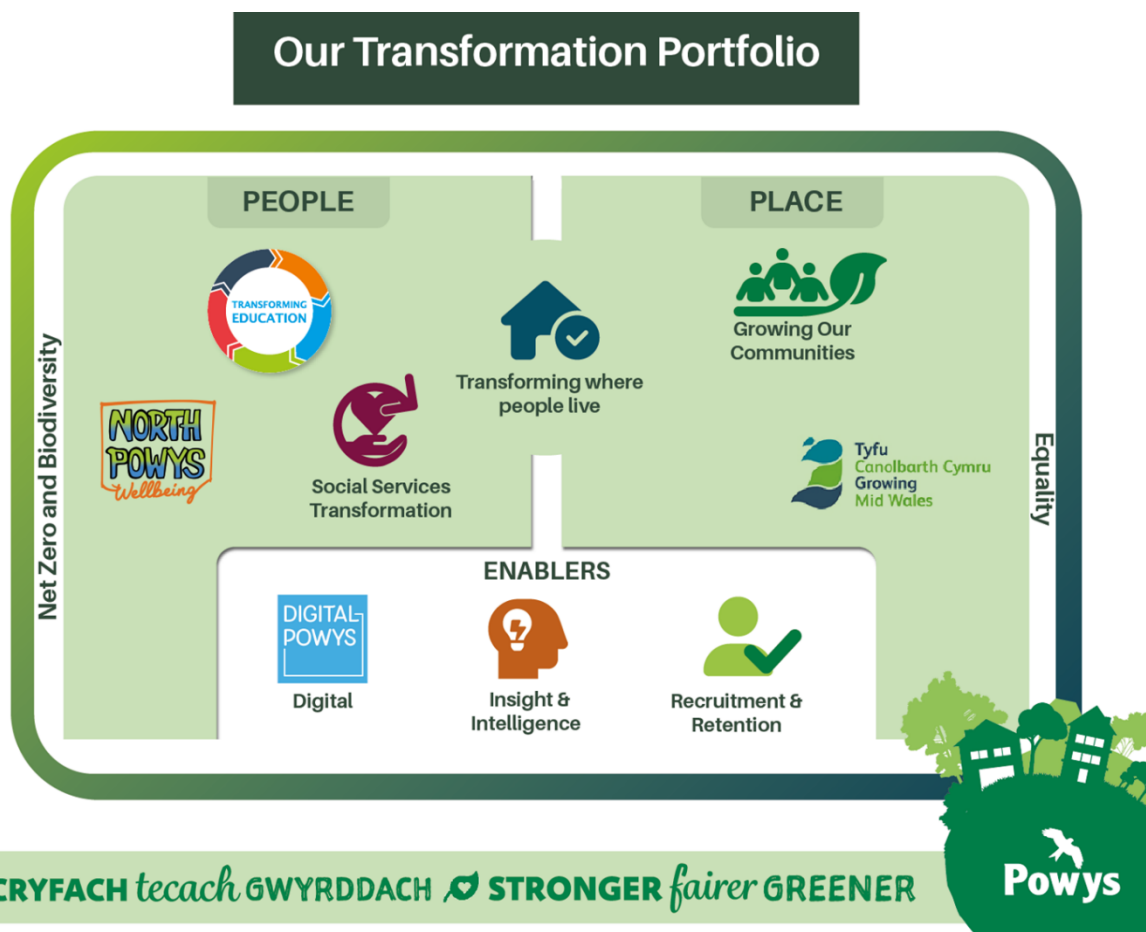 Our Transformation Portfolio
PEOPLE
PLACE
TRANSFORMING
EDUCATION
Growing Our
Communities
Transforming where
people live
NORTH
POWYS
Wellbeing
Social Services
Transformation
Tyfu
Canolbarth Cymru
Growing
Mid Wales
Net Zero and Biodiversity
Equality
ENABLERS
DIGITAL
POWYS
Digital
Insight &
Intelligence
Recruitment &
Retention
CRYFACH tecach GWYRDDACH STRONGER fairer GREENER
Powys